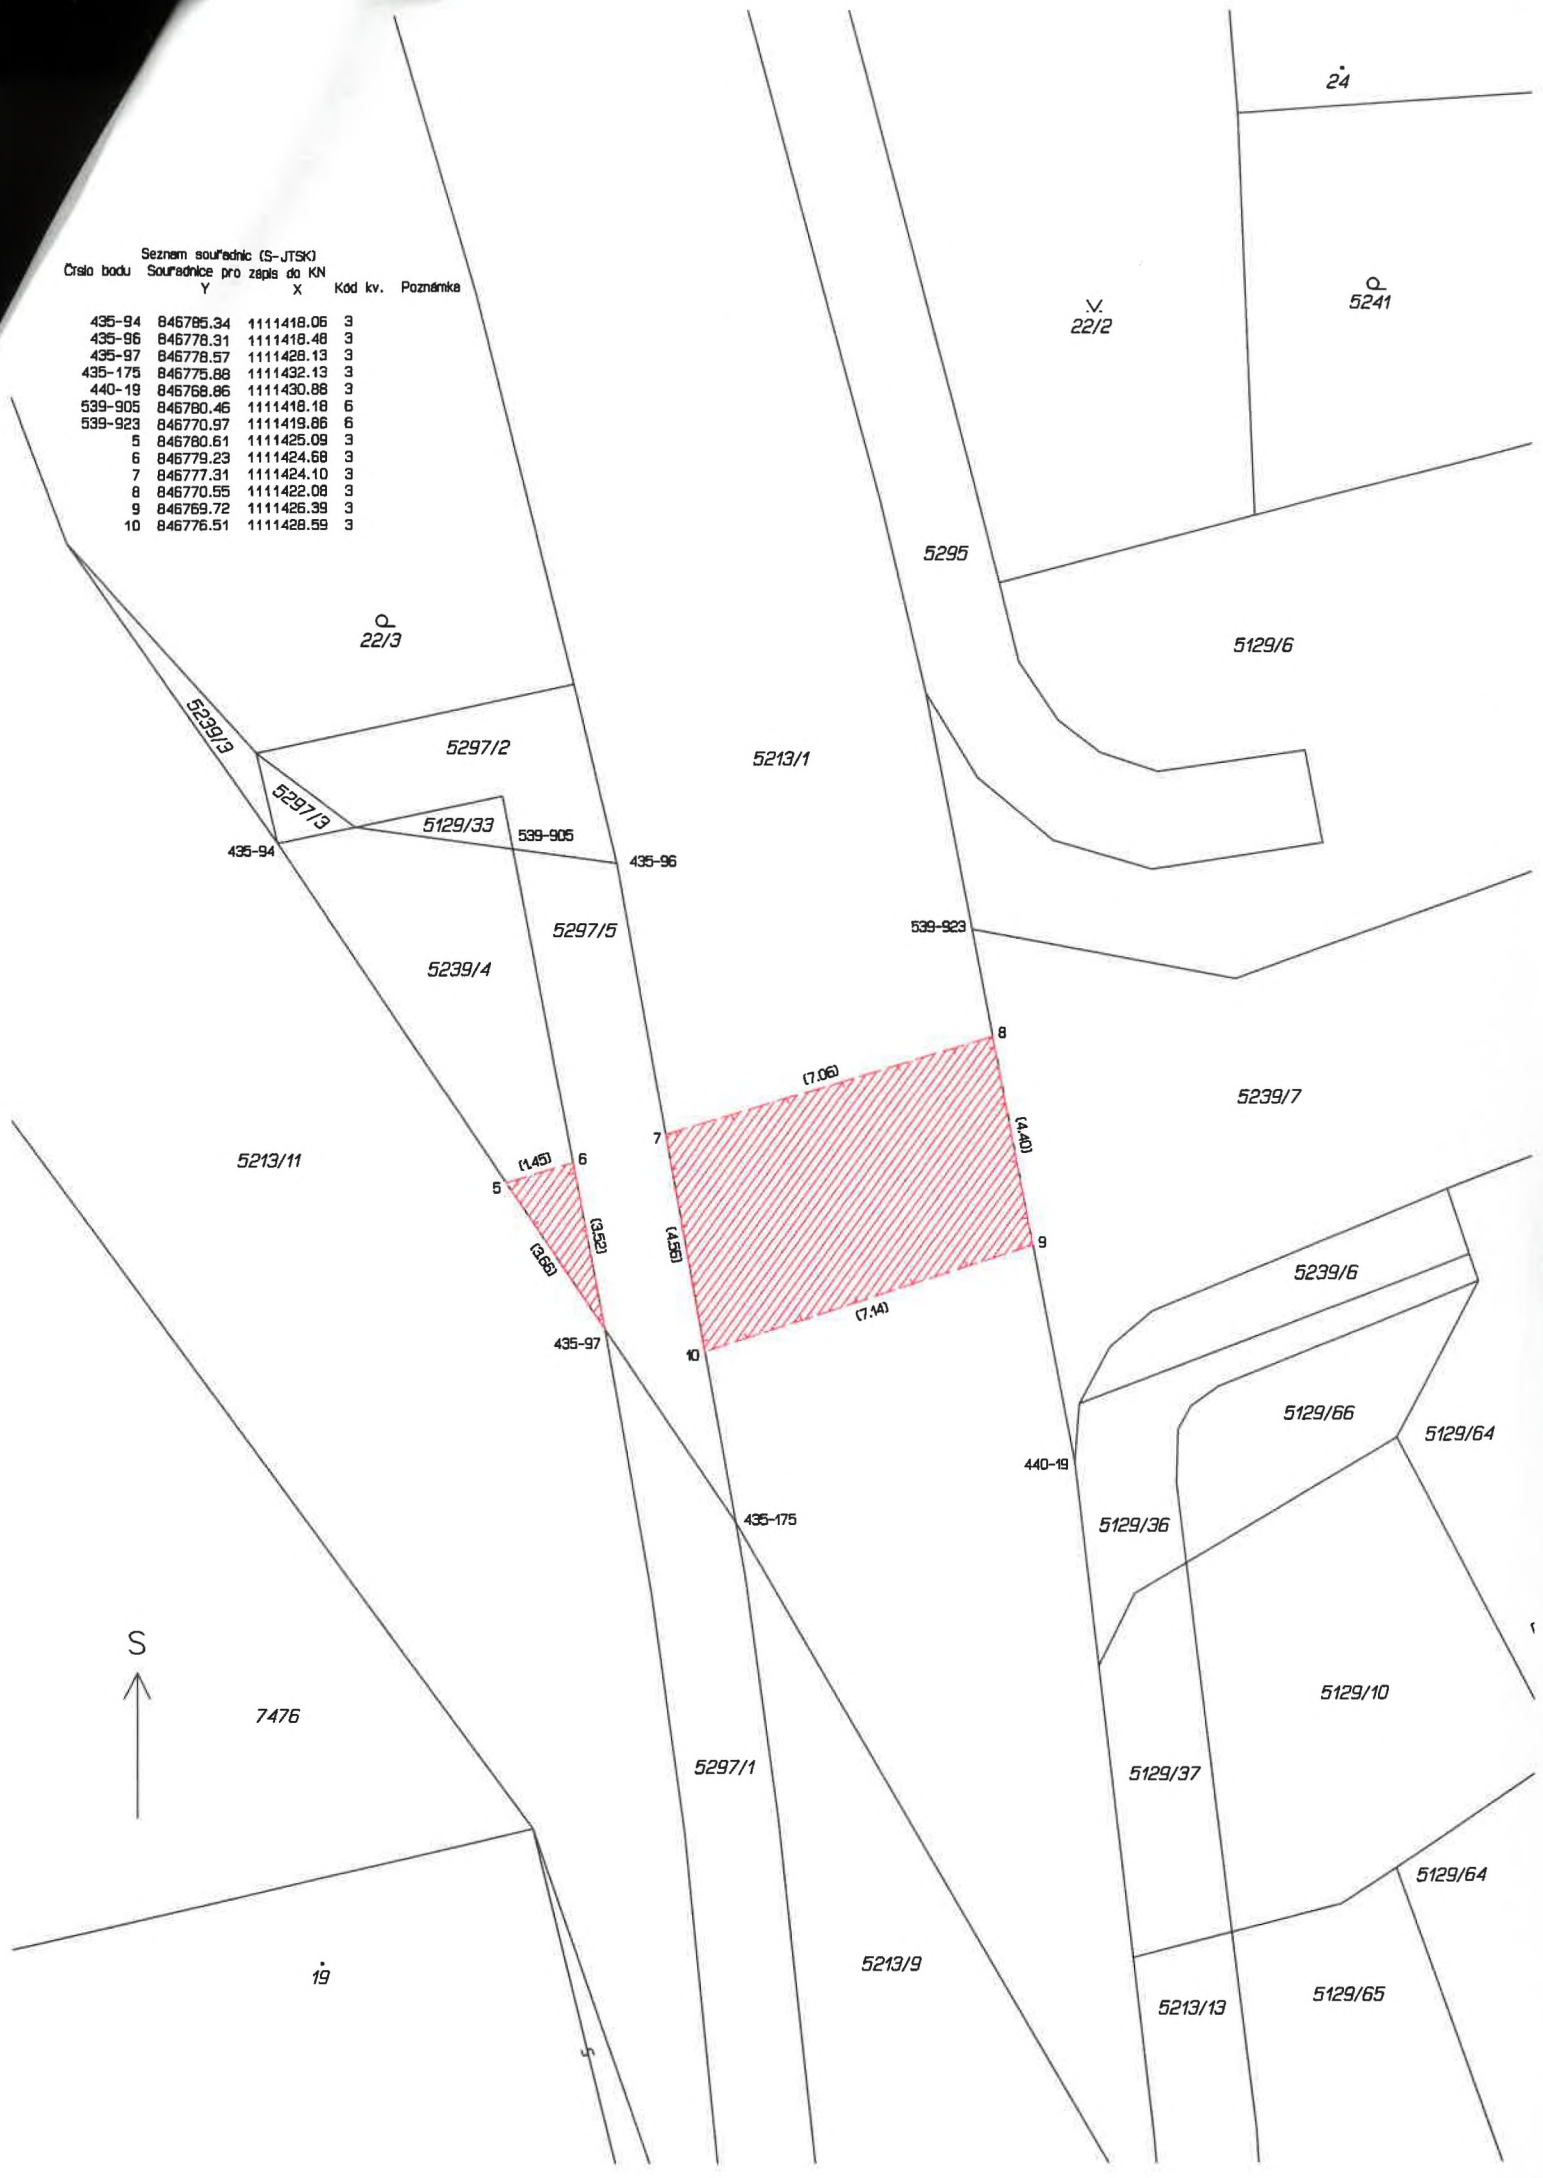 24
Seznam souřadnic (S-JTSK)
Číslo bodu Souřadnice pro zápis do KN
Y X Kód kv. Poznámka
435-94 846785.34 1111418.06 3
435-96 846778.31 1111418.48 3
435-97 846778.57 1111428.13 3
435-175 846775.88 1111432.13 3
440-19 846768.86 1111430.88 3
539-905 846780.46 1111418.18 6
539-923 846770.97 1111419.86 6
5 846780.61 1111425.09 3
6 846779.23 1111424.68 3
7 846777.31 1111424.10 3
8 846770.55 1111422.08 3
9 846769.72 1111426.39 3
10 846776.51 1111428.59 3
22/2
5241
5295
22/3
5129/6
5239/3
5297/2
5213/1
5297/3
5129/33
539-905
435-94
435-96
5297/5
539-923
5239/4
8
(7.06)
5239/7
7
(4.40)
5213/11
(1.45)
6
5
(3.52)
(4.56)
(3.66)
9
5239/6
(7.14)
435-97
10
5129/66
5129/64
440-19
435-175
5129/36
S
7476
5129/10
5297/1
5129/37
5129/64
5213/9
19
5213/13
5129/65